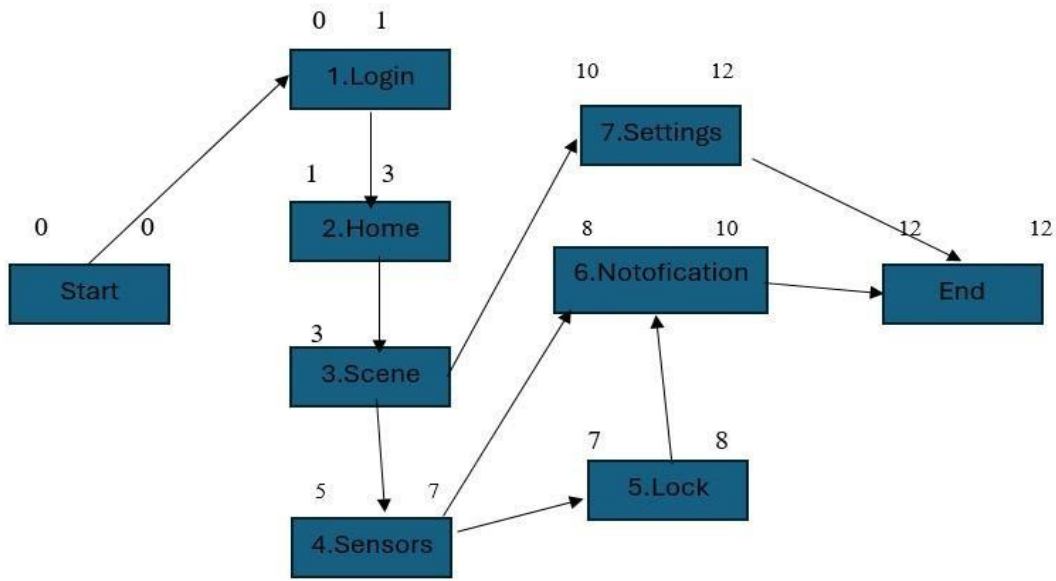 0 1
1.Login
10 12
7.Settings
1 3
2.Home
0 0
Start
8 10
6.Notofication
12 12
End
3
3.Scene
7 8
5.Lock
5 7
4.Sensors